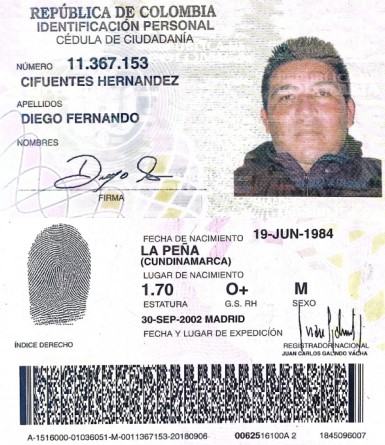 REPÚBLICA DE COLOMBIA
IDENTIFICACIÓN PERSONAL
CÉDULA DE CIUDADANÍA
NÚMERO 11.367.153
CIFUENTES HERNANDEZ
APELLIDOS
DIEGO FERNANDO
NOMBRES
FIRMA
FECHA DE NACIMIENTO 19-JUN-1984
LA PEÑA
(CUNDINAMARCA)
LUGAR DE NACIMIENTO
1.70 O+ M
ESTATURA G.S. RH SEXO
30-SEP-2002 MADRID
FECHA Y LUGAR DE EXPEDICIÓN
ÍNDICE DERECHO
REGISTRADOR NACIONAL
JUAN CARLOS GALINDO VÁCHA
A-1516000-01036051-M-0011367153-20180906 0062516100A 2 1845096007